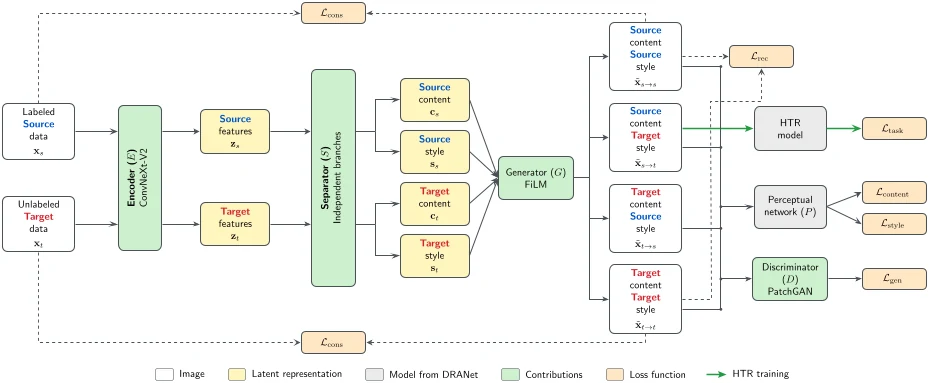 ℒcons
Labeled
Source
data
xₛ
Unlabeled
Target
data
xₜ
Encoder (E)
ConvNeXt-V2
Source
features
zₛ
Target
features
zₜ
Separator (S)
Independent branches
Source
content
cₛ
Source
style
sₛ
Target
content
cₜ
Target
style
sₜ
Generator (G)
FiLM
Source
content
Source
style
x̃ₛ→ₛ
Source
content
Target
style
x̃ₛ→ₜ
Target
content
Source
style
x̃ₜ→ₛ
Target
content
Target
style
x̃ₜ→ₜ
ℒrec
HTR
model
ℒtask
Perceptual
network (P)
ℒcontent
ℒstyle
Discriminator
(D)
PatchGAN
ℒgen
ℒcons
Image
Latent representation
Model from DRANet
Contributions
Loss function
HTR training